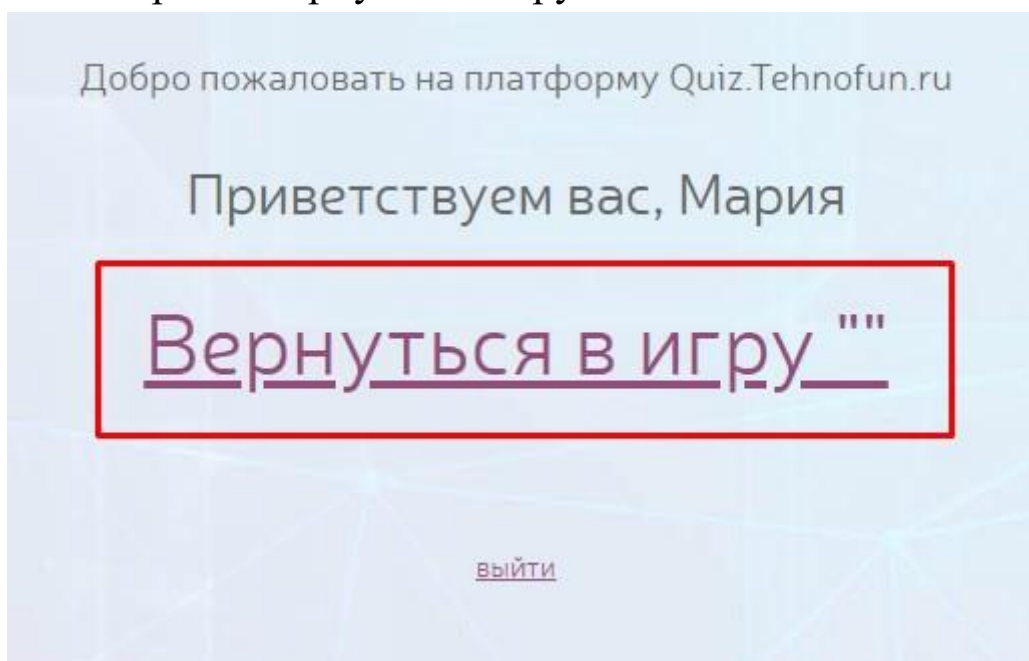 Добро пожаловать на платформу Quiz.Tehnofun.ru
Приветствуем вас, Мария
Вернуться в игру ""
выйти